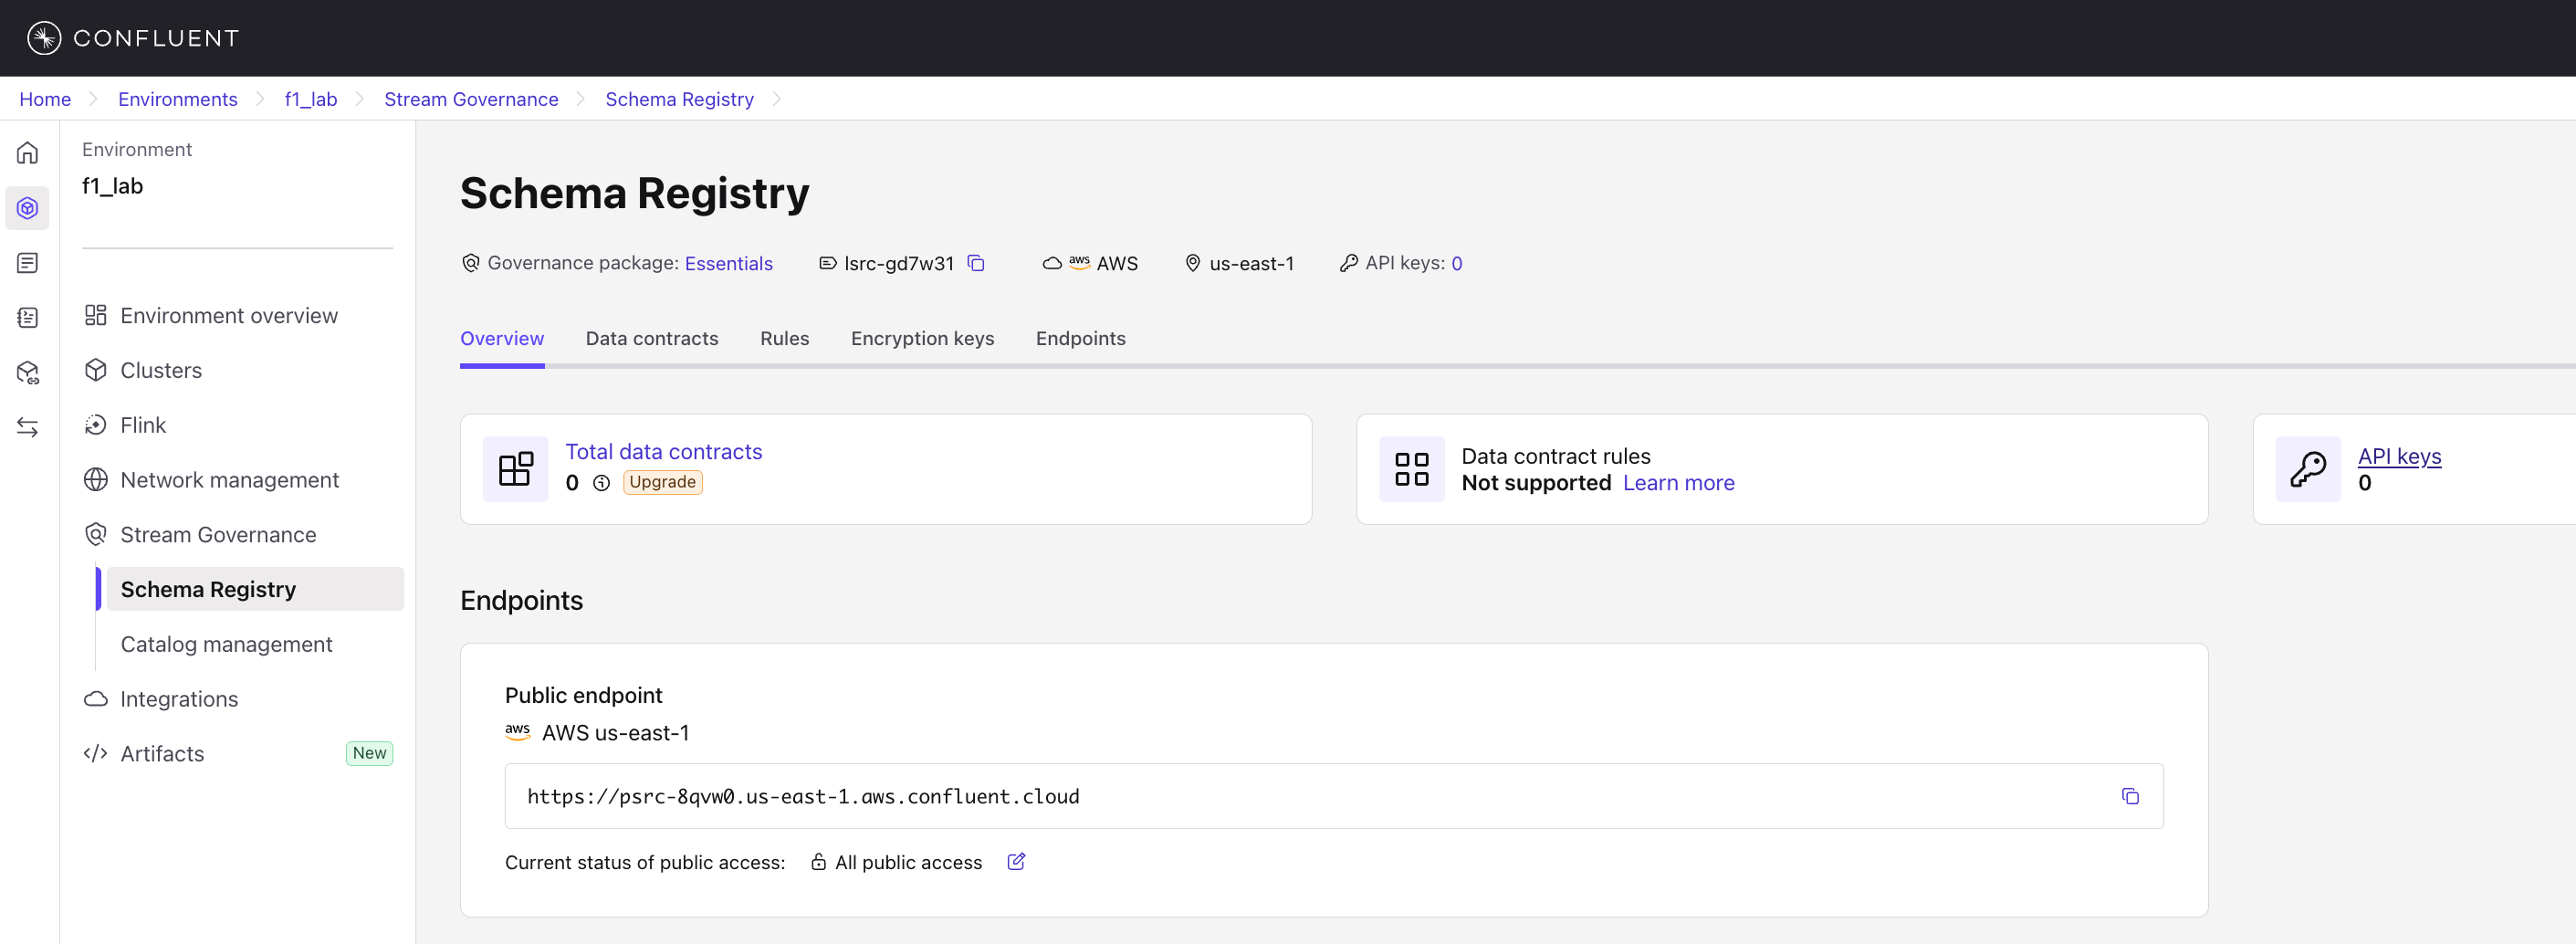 CONFLUENT
Home
Environments
f1_lab
Stream Governance
Schema Registry
Environment
f1_lab
Environment overview
Clusters
Flink
Network management
Stream Governance
Schema Registry
Catalog management
Integrations
Artifacts New
Schema Registry
Governance package: Essentials lsrc-gd7w31 aws AWS us-east-1 API keys: 0
Overview Data contracts Rules Encryption keys Endpoints
Total data contracts
0 Upgrade
Data contract rules
Not supported Learn more
API keys
0
Endpoints
Public endpoint
aws AWS us-east-1
https://psrc-8qvw0.us-east-1.aws.confluent.cloud
Current status of public access: All public access